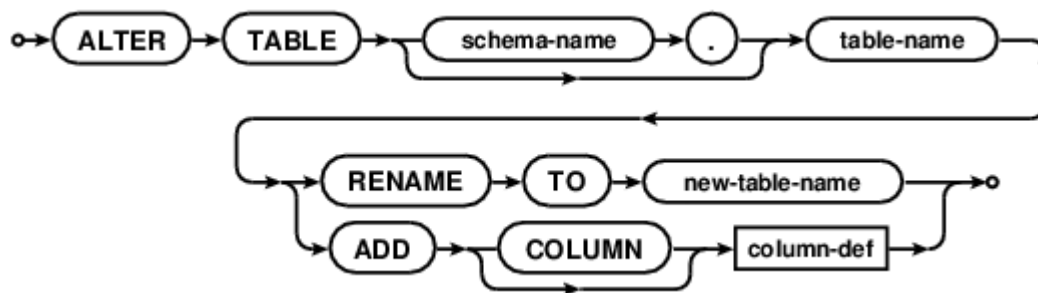 ALTER TABLE schema-name . table-name
RENAME TO new-table-name
ADD COLUMN column-def